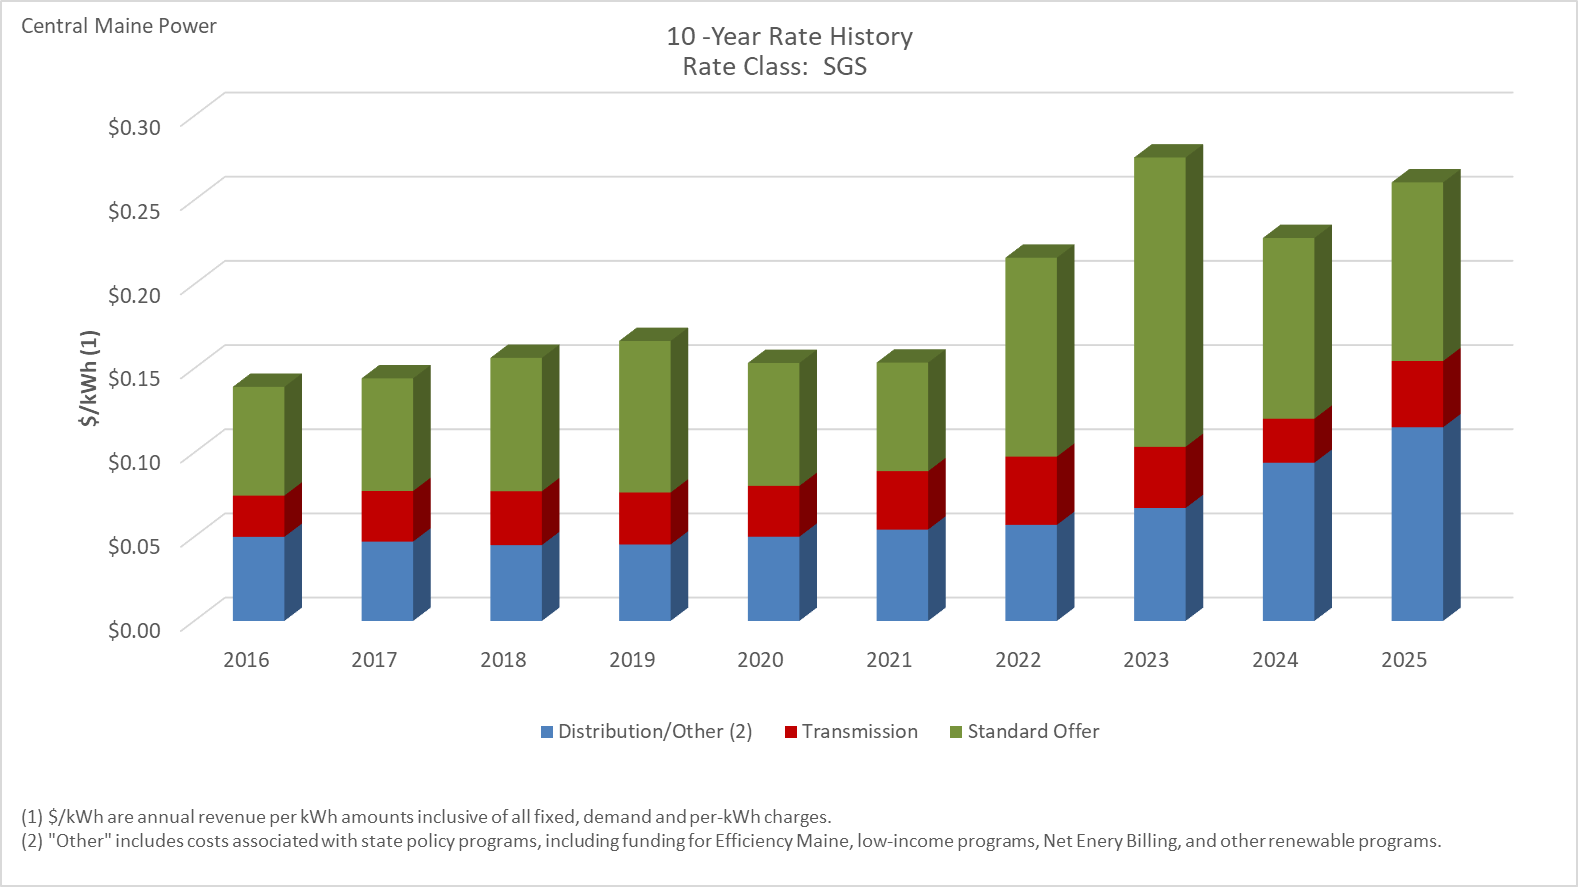 Central Maine Power
10 -Year Rate History
Rate Class:  SGS
$/kWh (1)
$0.30
$0.25
$0.20
$0.15
$0.10
$0.05
$0.00
2016 2017 2018 2019 2020 2021 2022 2023 2024 2025
Distribution/Other (2) Transmission Standard Offer
(1) $/kWh are annual revenue per kWh amounts inclusive of all fixed, demand and per-kWh charges.
(2) "Other" includes costs associated with state policy programs, including funding for Efficiency Maine, low-income programs, Net Enery Billing, and other renewable programs.